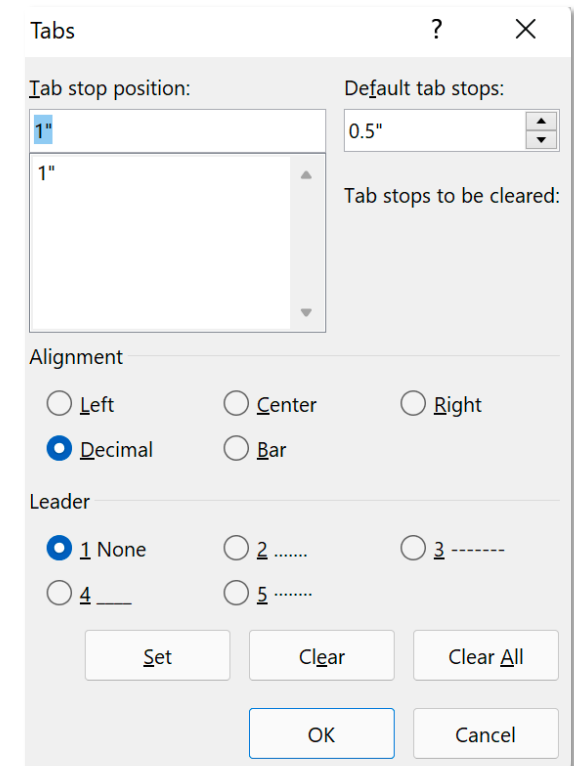 Tabs ?
Tab stop position: Default tab stops:
1" 0.5"
1"
Tab stops to be cleared:
Alignment
Left Center Right
Decimal Bar
Leader
1 None 2 ....... 3 -------
4 ___ 5 ········
Set Clear Clear All
OK Cancel